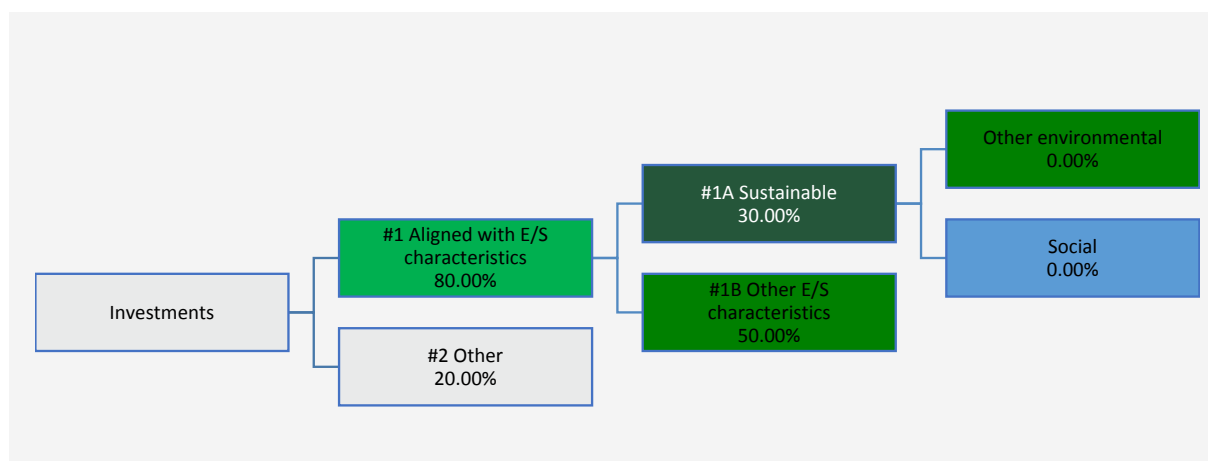 Investments
#1 Aligned with E/S
characteristics
80.00%
#2 Other
20.00%
#1A Sustainable
30.00%
#1B Other E/S
characteristics
50.00%
Other environmental
0.00%
Social
0.00%